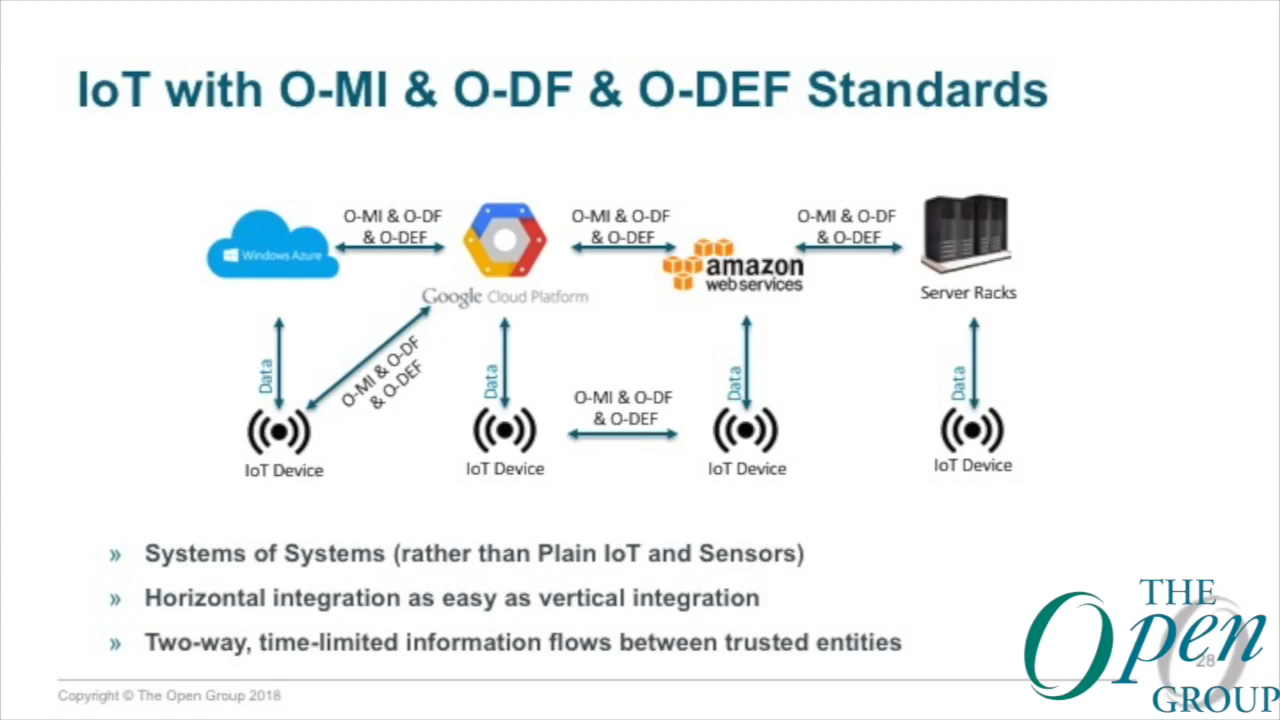 IoT with O-MI & O-DF & O-DEF Standards
O-MI & O-DF
& O-DEF
O-MI & O-DF
& O-DEF
O-MI & O-DF
& O-DEF
Windows Azure
Google Cloud Platform
amazon
webservices
Server Racks
Data
O-MI & O-DF
& O-DEF
Data
O-MI & O-DF
& O-DEF
Data
Data
IoT Device
IoT Device
IoT Device
IoT Device
» Systems of Systems (rather than Plain IoT and Sensors)
» Horizontal integration as easy as vertical integration
» Two-way, time-limited information flows between trusted entities
Copyright © The Open Group 2018
28
THE
Open
GROUP